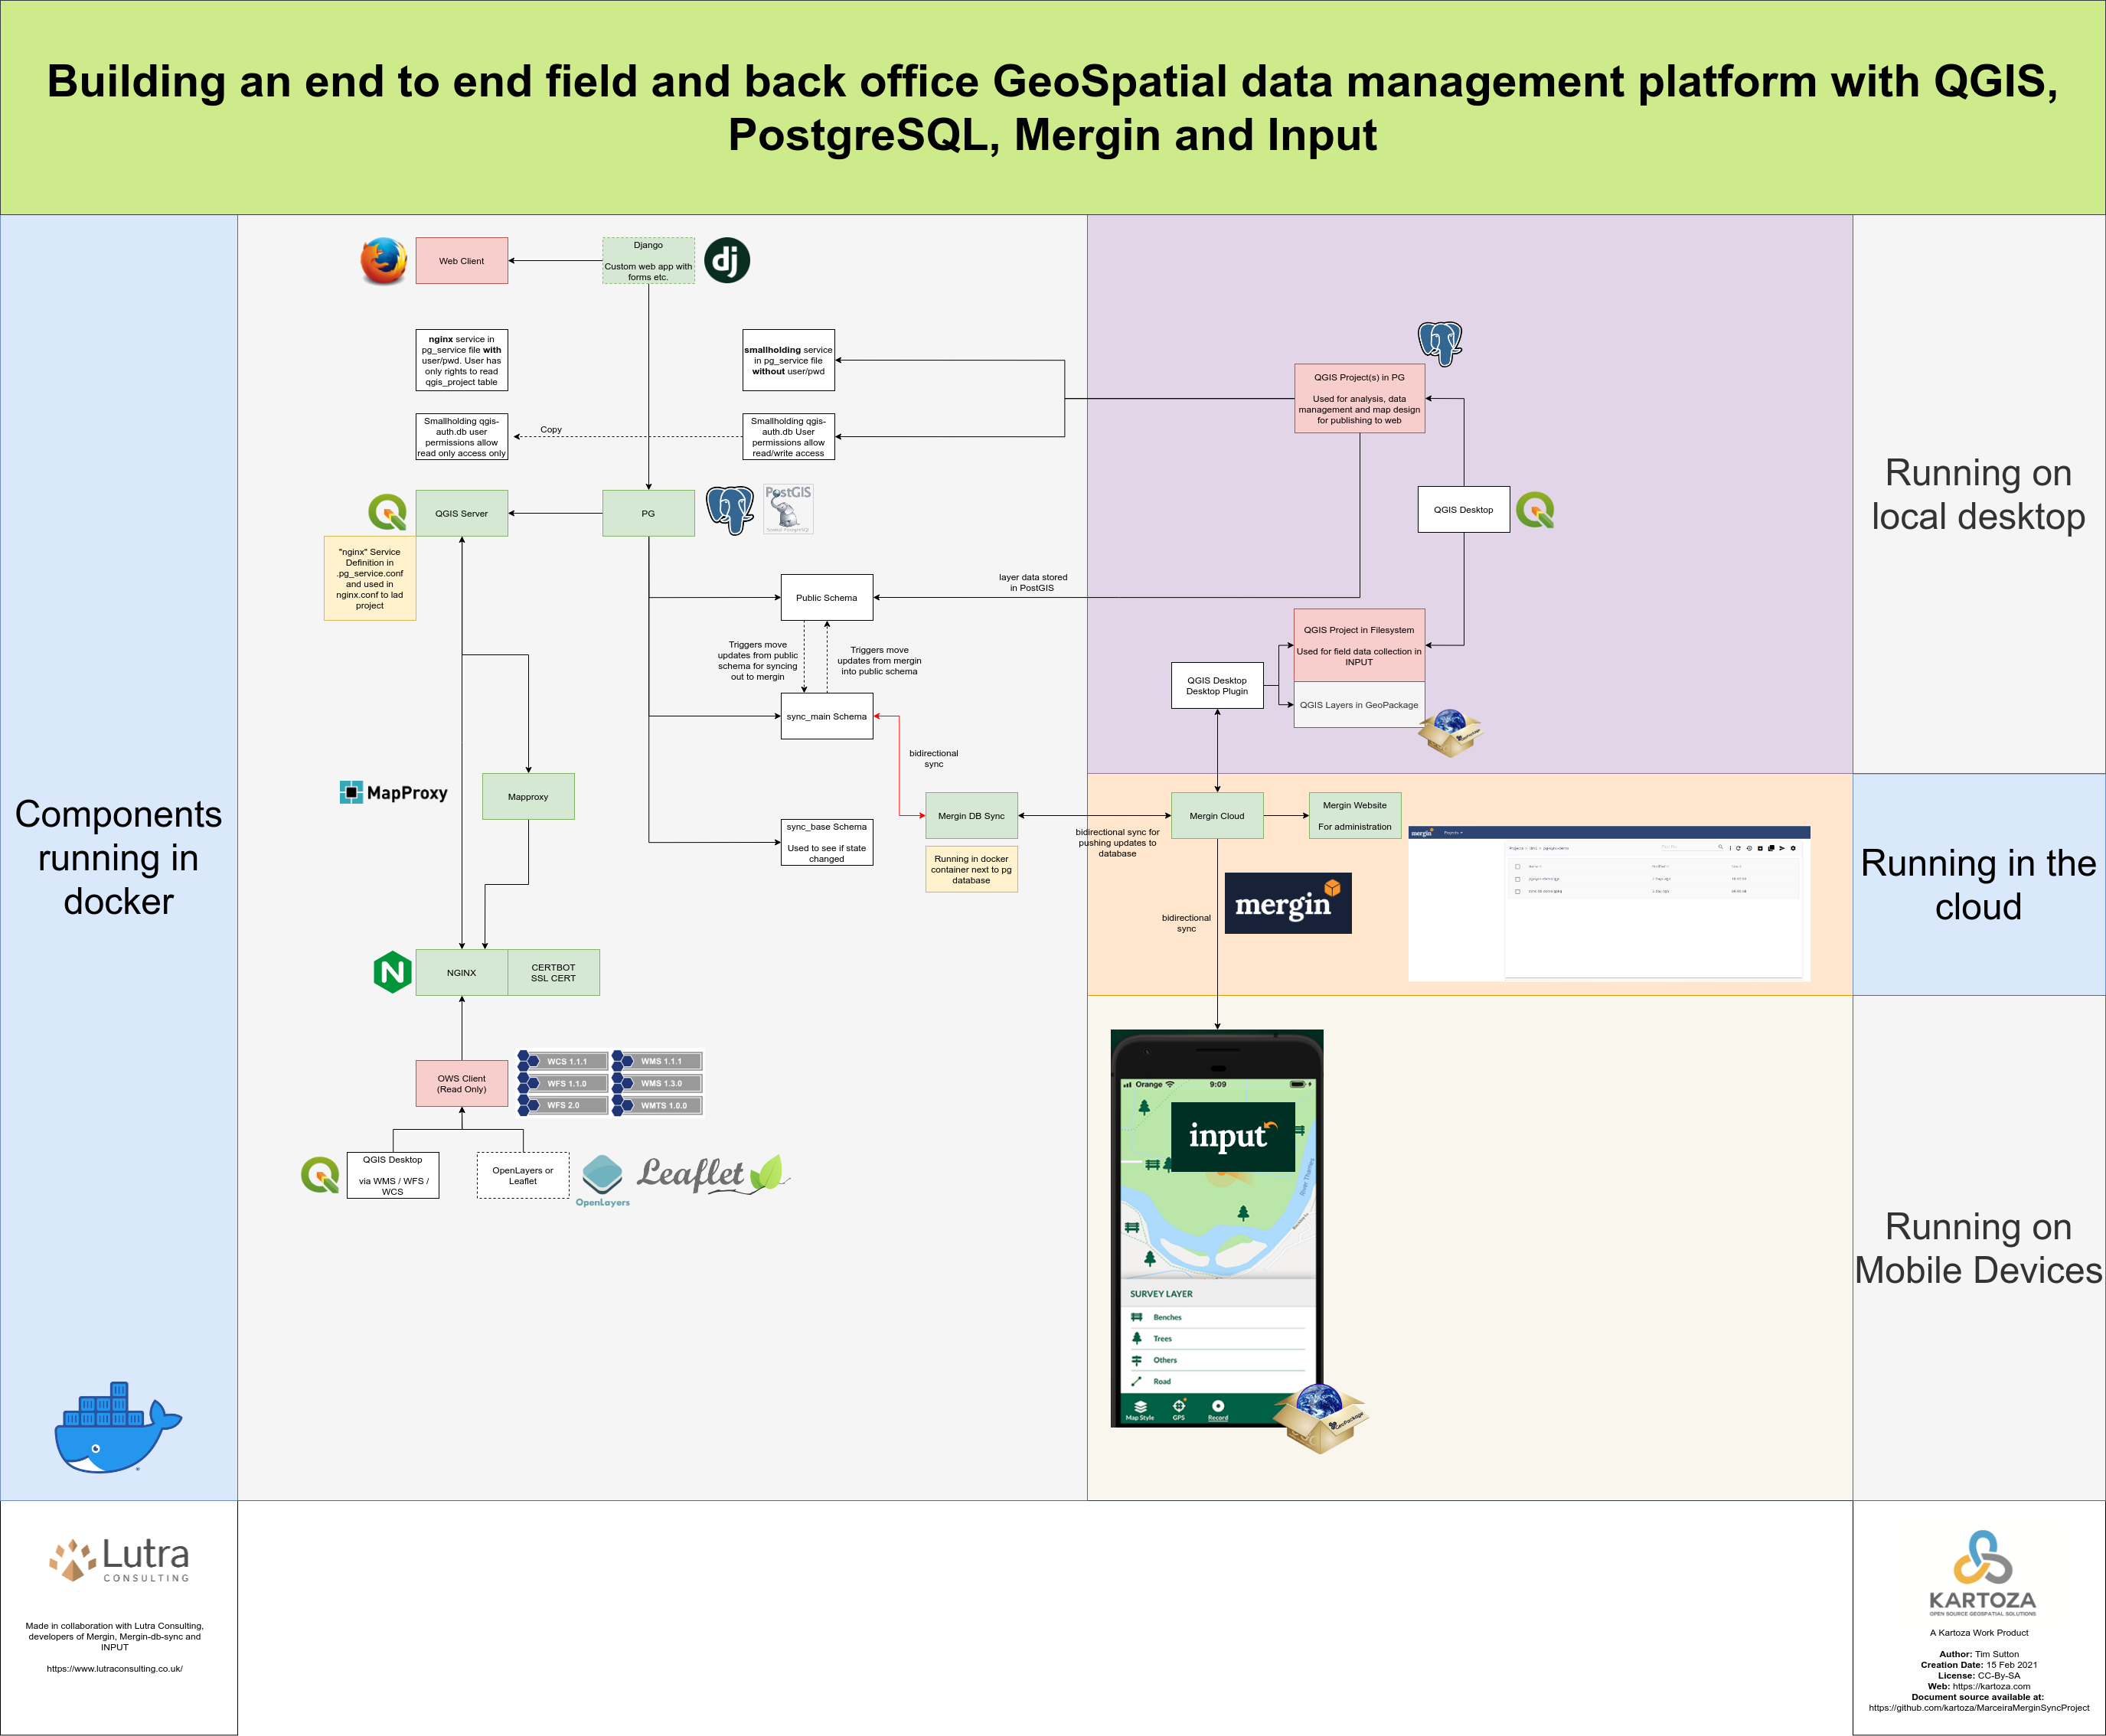 Building an end to end field and back office GeoSpatial data management platform with QGIS,
PostgreSQL, Mergin and Input
Components
running in
docker
Web Client
Django
Custom web app with
forms etc.
dj
nginx service in
pg_service file with
user/pwd. User has
only rights to read
qgis_project table
smallholding service
in pg_service file
without user/pwd
Smallholding qgis-
auth.db user
permissions allow
read only access only
Copy
Smallholding qgis-
auth.db User
permissions allow
read/write access
QGIS Server
PG
PostGIS
Spatial PostgreSQL
"nginx" Service
Definition in
.pg_service.conf
and used in
nginx.conf to lad
project
Public Schema
layer data stored
in PostGIS
Triggers move
updates from public
schema for syncing
out to mergin
Triggers move
updates from mergin
into public schema
sync_main Schema
bidirectional
sync
MapProxy
Mapproxy
sync_base Schema
Used to see if state
changed
Mergin DB Sync
Running in docker
container next to pg
database
N
NGINX
CERTBOT
SSL CERT
OWS Client
(Read Only)
WCS 1.1.1
WMS 1.1.1
WFS 1.1.0
WMS 1.3.0
WFS 2.0
WMTS 1.0.0
QGIS Desktop
via WMS / WFS /
WCS
OpenLayers or
Leaflet
OpenLayers
Leaflet
QGIS Project(s) in PG
Used for analysis, data
management and map design
for publishing to web
QGIS Desktop
QGIS Project in Filesystem
Used for field data collection in
INPUT
QGIS Desktop
Desktop Plugin
QGIS Layers in GeoPackage
GeoPackage
Running on
local desktop
bidirectional sync for
pushing updates to
database
Mergin Cloud
Mergin Website
For administration
mergin
bidirectional
sync
mergin
Projects
Running in the
cloud
Orange
9:09
input
River Thames
SURVEY LAYER
Benches
Trees
Others
Road
Map Style
GPS
Record
GeoPackage
Running on
Mobile Devices
Lutra
CONSULTING
Made in collaboration with Lutra Consulting,
developers of Mergin, Mergin-db-sync and
INPUT
https://www.lutraconsulting.co.uk/
KARTOZA
OPEN SOURCE GEOSPATIAL SOLUTIONS
A Kartoza Work Product
Author: Tim Sutton
Creation Date: 15 Feb 2021
License: CC-By-SA
Web: https://kartoza.com
Document source available at:
https://github.com/kartoza/MarceiraMerginSyncProject